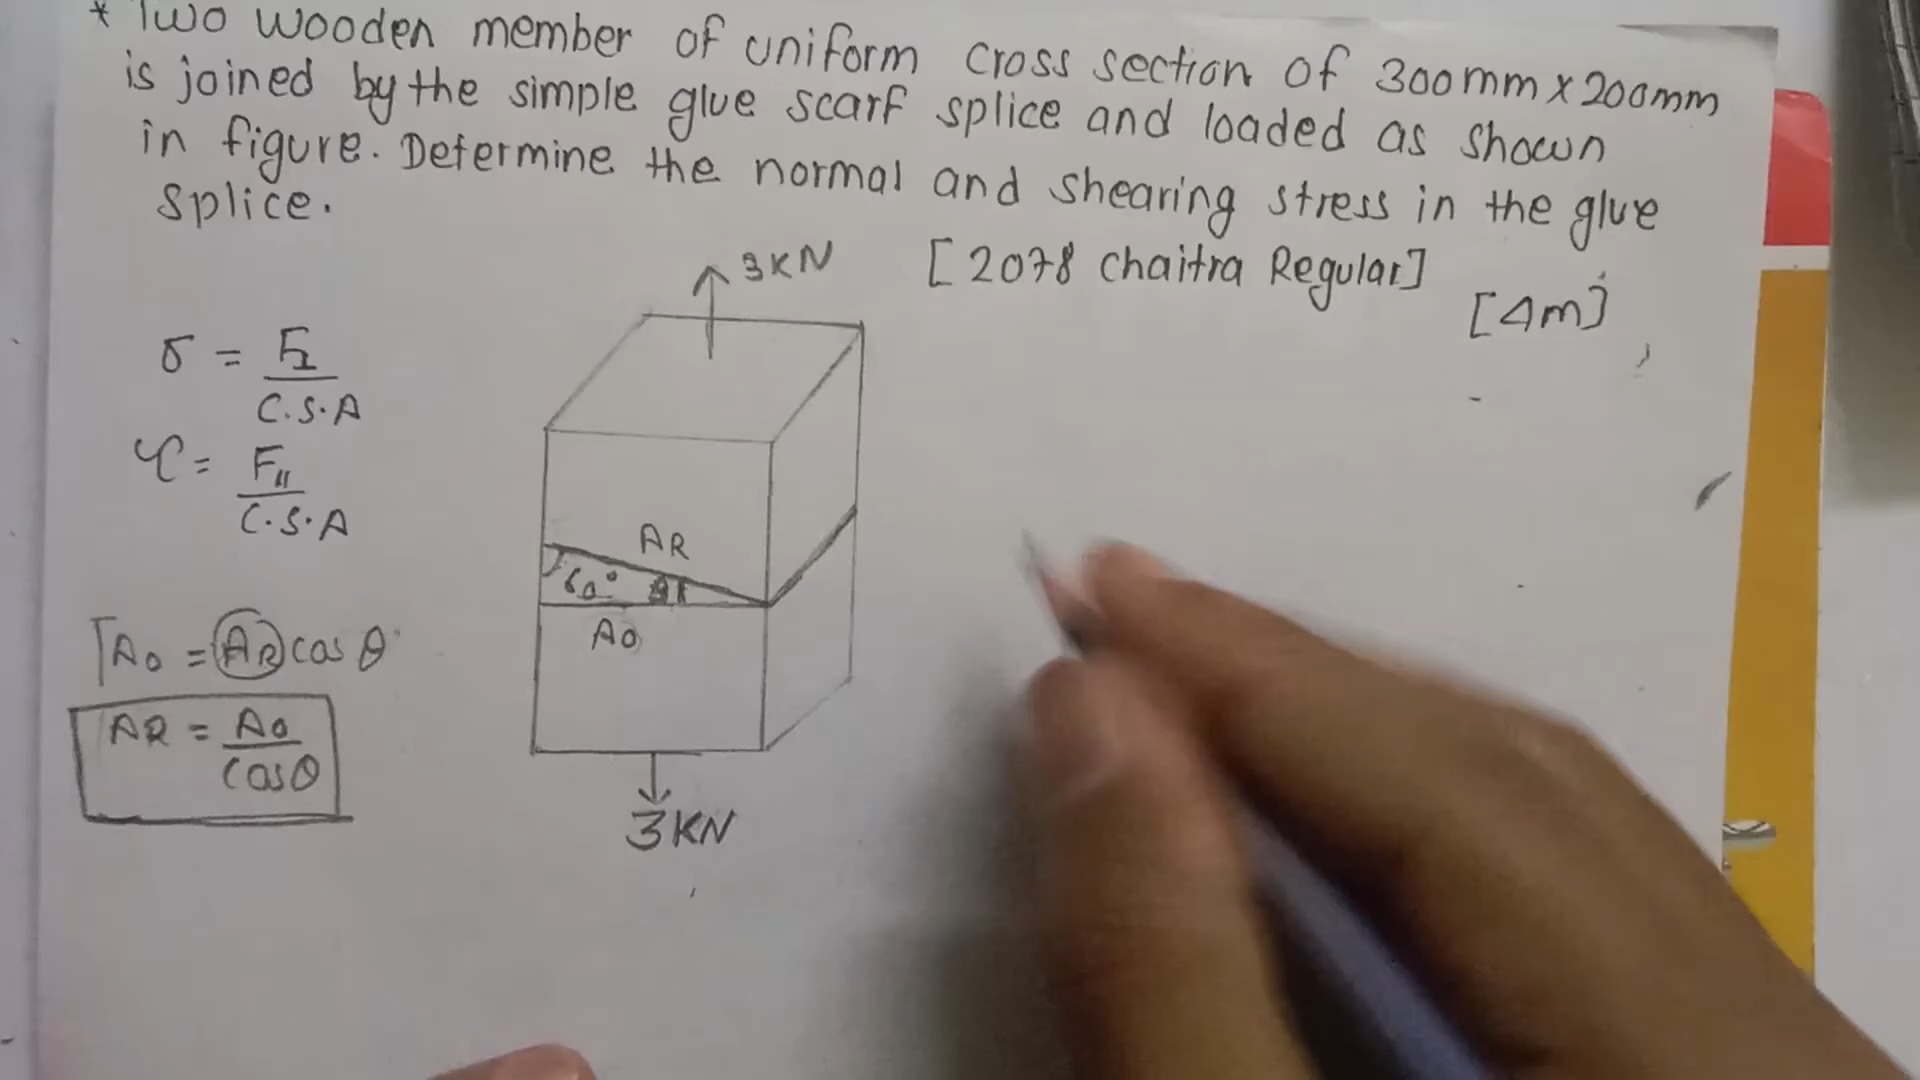 * Two wooden member of uniform cross section of 300mm x 200mm
is joined by the simple glue scarf splice and loaded as shown
in figure. Determine the normal and shearing stress in the glue
splice.
[2078 chaitra Regular]
[4m]
3KN
σ = F⊥
C.S.A
τ = F∥
C.S.A
AR
60°
A0
A0 = AR cos θ
AR = A0
cosθ
3KN